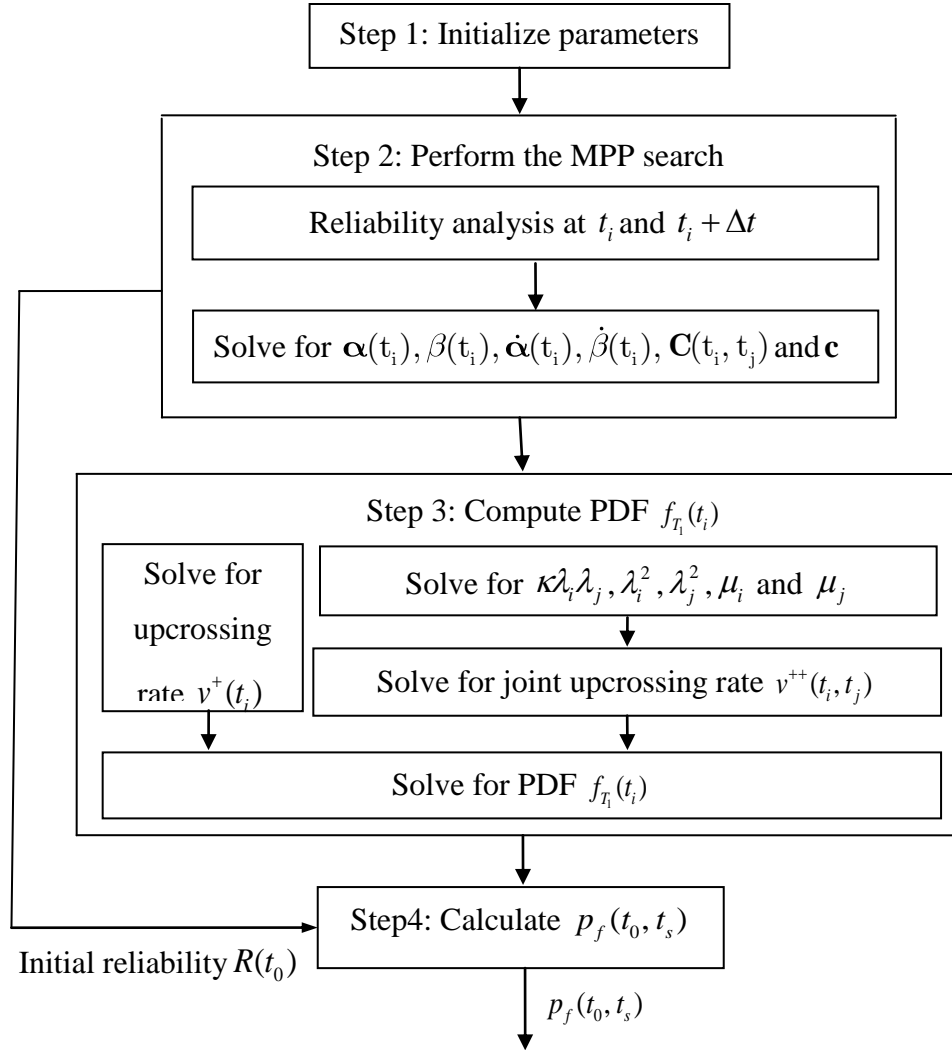 Step 1: Initialize parameters
Step 2: Perform the MPP search
Reliability analysis at t_i and t_i + Δt
Solve for α(t_i), β(t_i), α̇(t_i), β̇(t_i), C(t_i, t_j) and c
Step 3: Compute PDF f_{T_1}(t_i)
Solve for
upcrossing
rate v^+(t_i)
Solve for κλ_iλ_j, λ_i^2, λ_j^2, μ_i and μ_j
Solve for joint upcrossing rate v^{++}(t_i, t_j)
Solve for PDF f_{T_1}(t_i)
Step4: Calculate p_f(t_0, t_s)
Initial reliability R(t_0)
p_f(t_0, t_s)